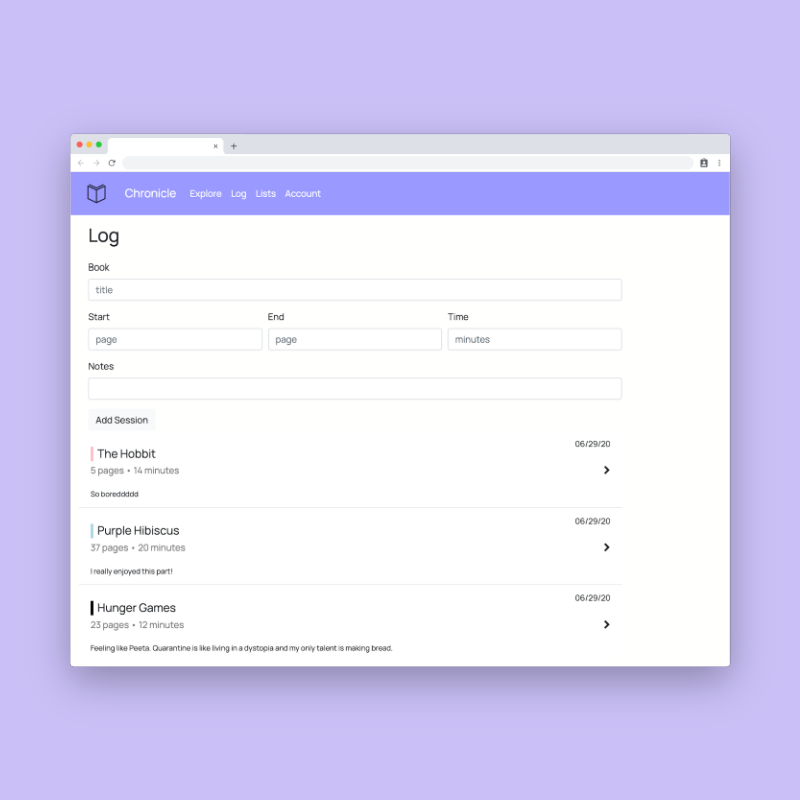 Chronicle Explore Log Lists Account
Log
Book
title
Start End Time
page page minutes
Notes
Add Session
06/29/20
The Hobbit
5 pages • 14 minutes
So boreddddd
06/29/20
Purple Hibiscus
37 pages • 20 minutes
I really enjoyed this part!
06/29/20
Hunger Games
23 pages • 12 minutes
Feeling like Peeta. Quarantine is like living in a dystopia and my only talent is making bread.